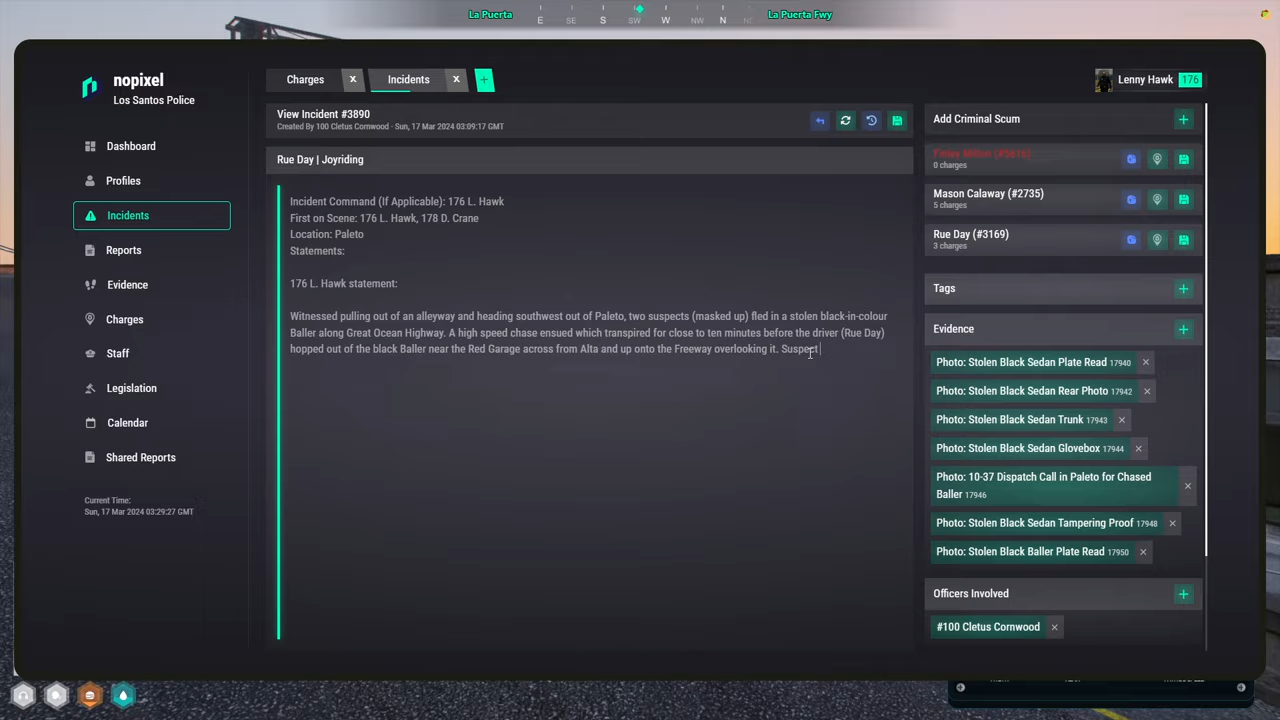 La Puerta
E
SE
S
SW
W
NW
N
La Puerta Fwy
nopixel
Los Santos Police
Charges
x
Incidents
x
+
Lenny Hawk 176
Dashboard
Profiles
Incidents
Reports
Evidence
Charges
Staff
Legislation
Calendar
Shared Reports
Current Time:
Sun, 17 Mar 2024 03:29:27 GMT
View Incident #3890
Created By 100 Cletus Cornwood · Sun, 17 Mar 2024 03:09:17 GMT
Rue Day | Joyriding
Incident Command (If Applicable): 176 L. Hawk
First on Scene: 176 L. Hawk, 178 D. Crane
Location: Paleto
Statements:
176 L. Hawk statement:
Witnessed pulling out of an alleyway and heading southwest out of Paleto, two suspects (masked up) fled in a stolen black-in-colour
Baller along Great Ocean Highway. A high speed chase ensued which transpired for close to ten minutes before the driver (Rue Day)
hopped out of the black Baller near the Red Garage across from Alta and up onto the Freeway overlooking it. Suspect
Add Criminal Scum
0 charges
Mason Calaway (#2735)
5 charges
Rue Day (#3169)
3 charges
Tags
Evidence
Photo: Stolen Black Sedan Plate Read 17940
Photo: Stolen Black Sedan Rear Photo 17942
Photo: Stolen Black Sedan Trunk 17943
Photo: Stolen Black Sedan Glovebox 17944
Photo: 10-37 Dispatch Call in Paleto for Chased
Baller 17946
Photo: Stolen Black Sedan Tampering Proof 17948
Photo: Stolen Black Baller Plate Read 17950
Officers Involved
#100 Cletus Cornwood